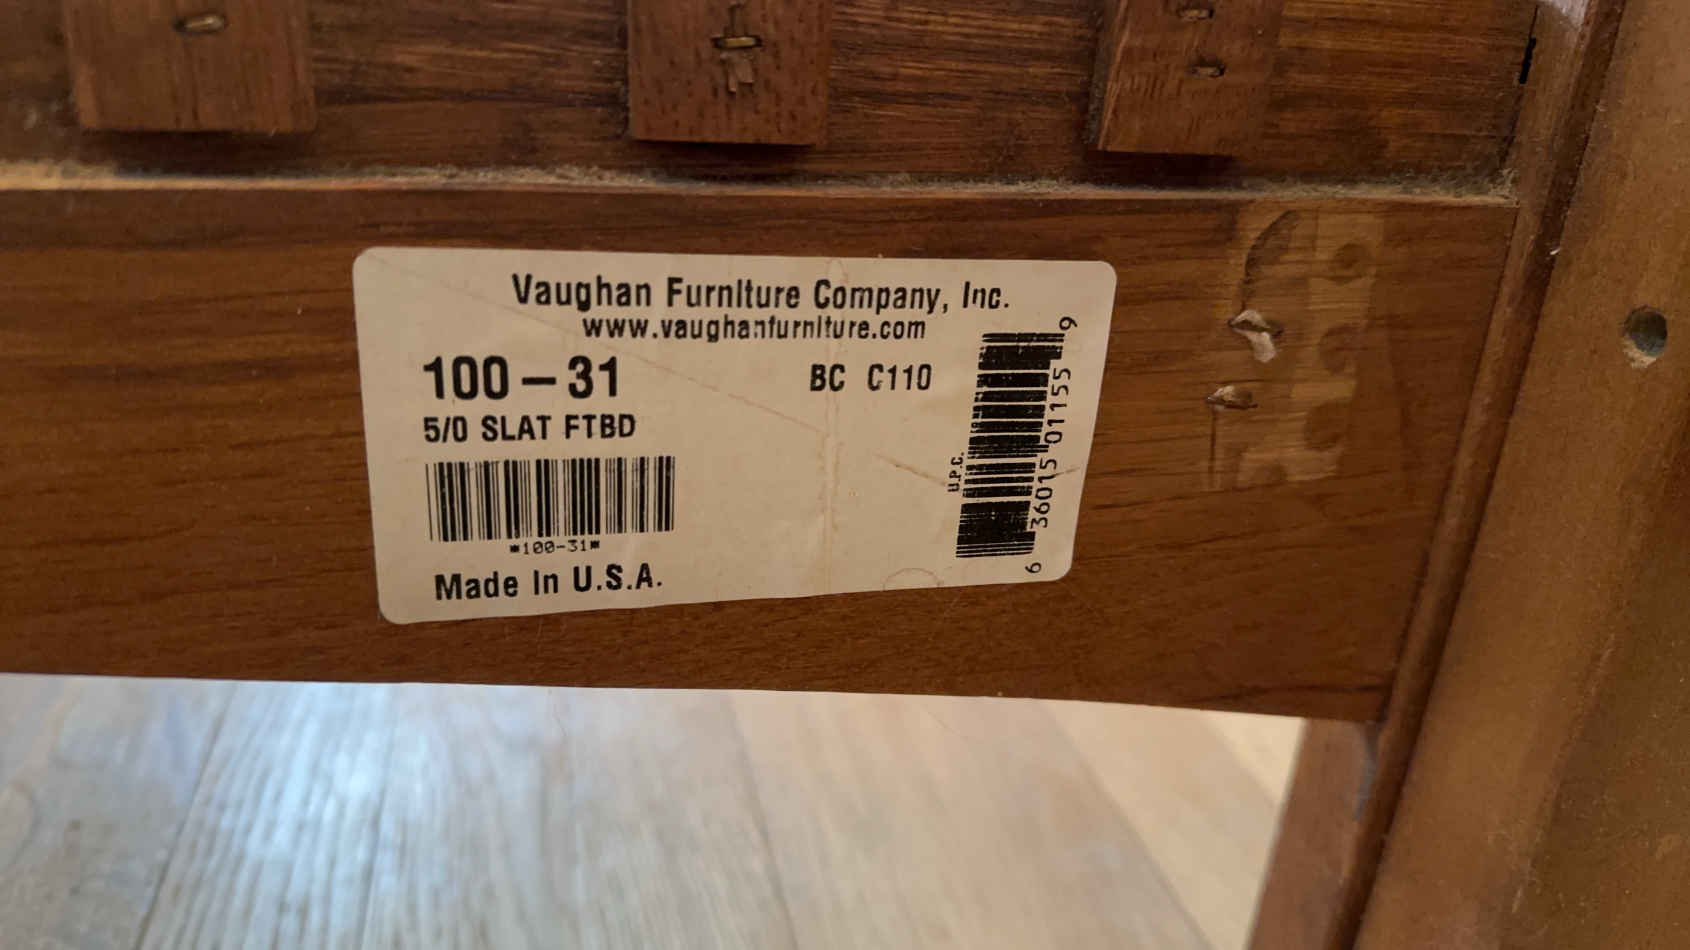 Vaughan Furniture Company, Inc.
www.vaughanfurniture.com
100-31
BC C110
5/0 SLAT FTBD
*100-31*
Made In U.S.A.
U.P.C.
6 36015 01155 9